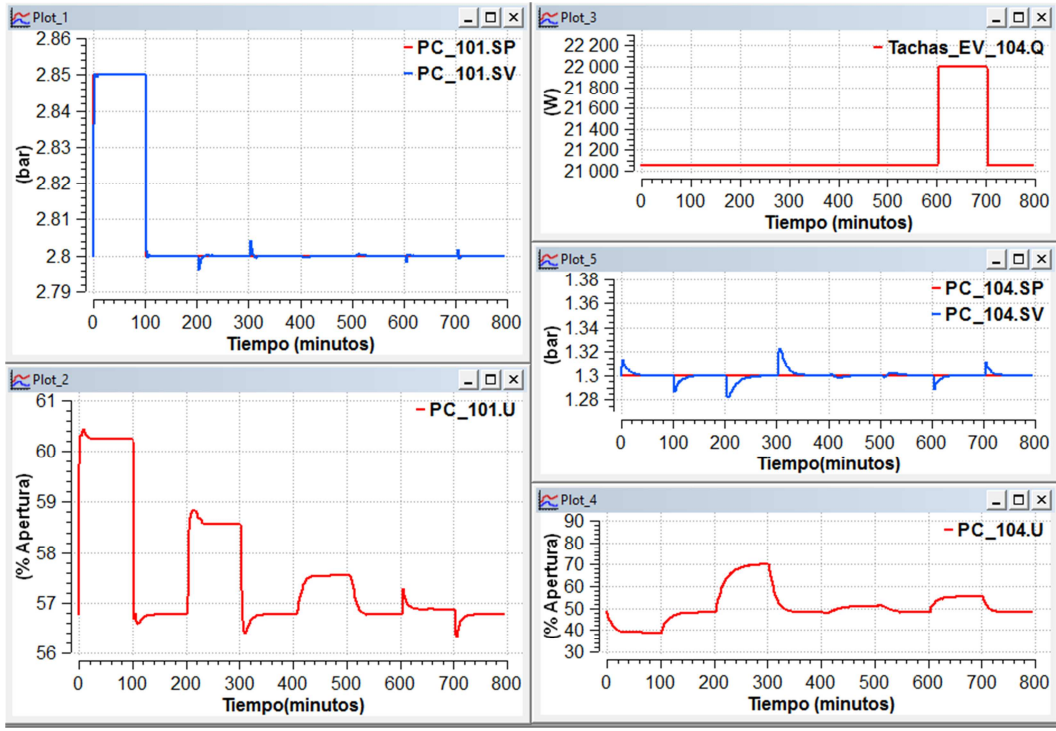 Plot_1
2.86
2.85
2.84
2.83
2.82
2.81
2.8
2.79
(bar)
PC_101.SP
PC_101.SV
0 100 200 300 400 500 600 700 800
Tiempo (minutos)
Plot_2
61
60
59
58
57
56
(% Apertura)
PC_101.U
0 100 200 300 400 500 600 700 800
Tiempo(minutos)
Plot_3
22 200
22 000
21 800
21 600
21 400
21 200
21 000
(W)
Tachas_EV_104.Q
0 100 200 300 400 500 600 700 800
Tiempo (minutos)
Plot_5
1.38
1.36
1.34
1.32
1.3
1.28
(bar)
PC_104.SP
PC_104.SV
0 100 200 300 400 500 600 700 800
Tiempo(minutos)
Plot_4
90
80
70
60
50
40
30
(% Apertura)
PC_104.U
0 100 200 300 400 500 600 700 800
Tiempo (minutos)